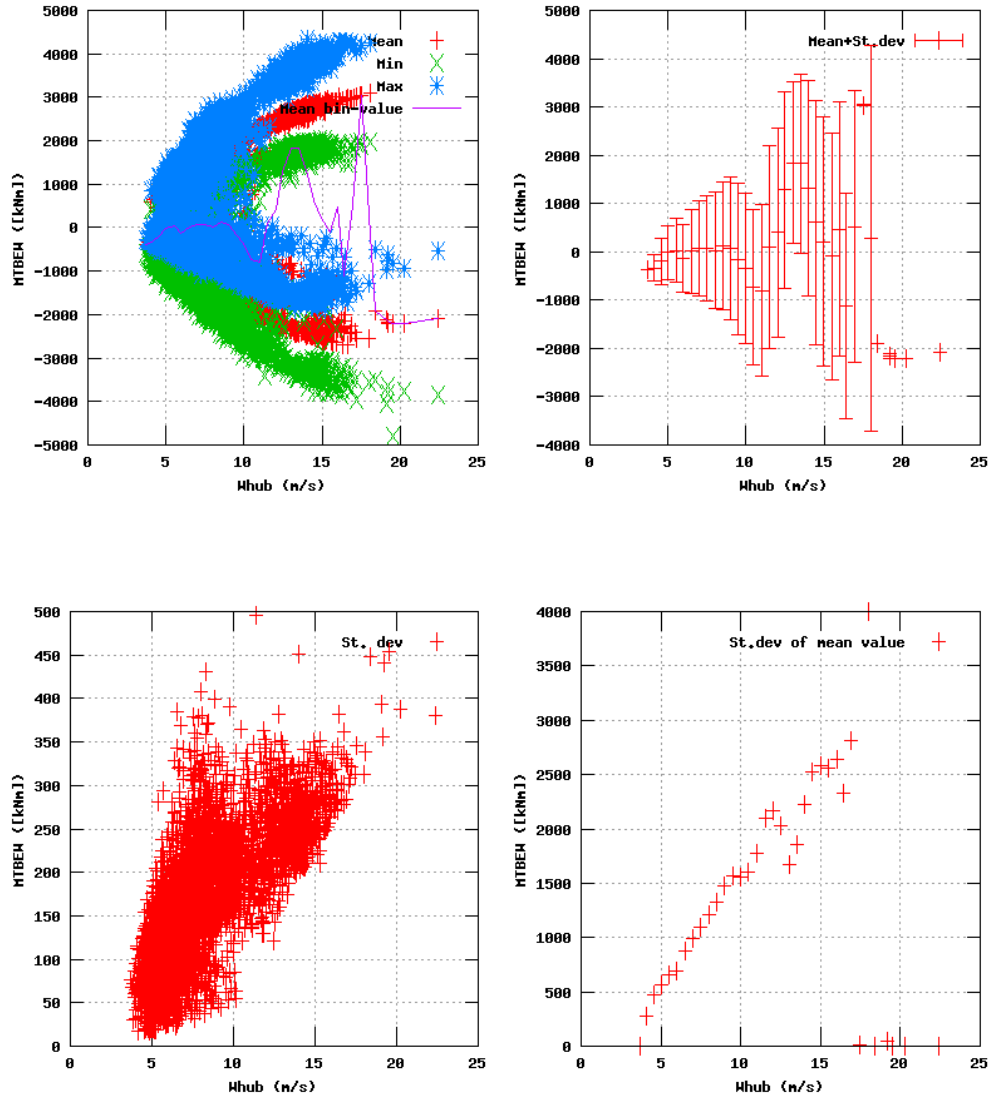 5000
4000
3000
2000
1000
0
-1000
-2000
-3000
-4000
-5000
MTBEW ([kNm])
Mean
Min
Max
Mean bin-value
0 5 10 15 20 25
Whub (m/s)
5000
4000
3000
2000
1000
0
-1000
-2000
-3000
-4000
MTBEW ([kNm])
Mean+St.dev
0 5 10 15 20 25
Whub (m/s)
500
450
400
350
300
250
200
150
100
50
0
MTBEW ([kNm])
St. dev
0 5 10 15 20 25
Whub (m/s)
4000
3500
3000
2500
2000
1500
1000
500
0
MTBEW ([kNm])
St.dev of mean value
0 5 10 15 20 25
Whub (m/s)